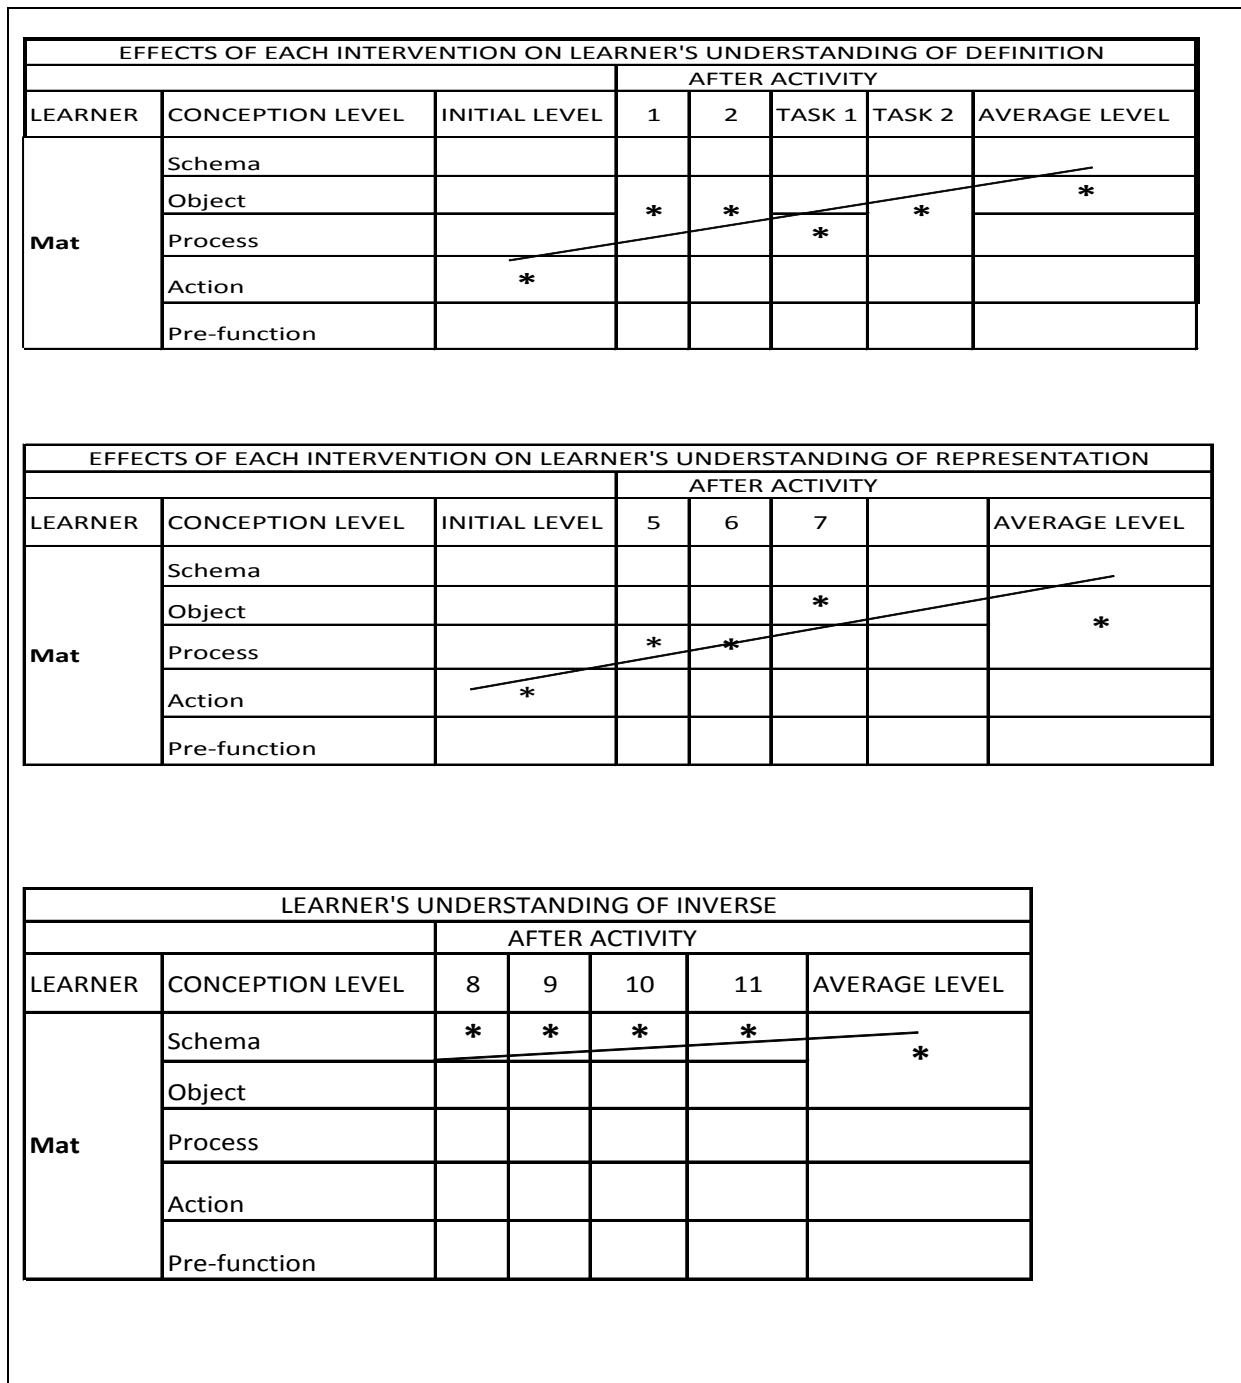 EFFECTS OF EACH INTERVENTION ON LEARNER'S UNDERSTANDING OF DEFINITION
AFTER ACTIVITY
LEARNER CONCEPTION LEVEL INITIAL LEVEL 1 2 TASK 1 TASK 2 AVERAGE LEVEL
Schema
Object * * * *
Mat Process *
Action *
Pre-function
EFFECTS OF EACH INTERVENTION ON LEARNER'S UNDERSTANDING OF REPRESENTATION
AFTER ACTIVITY
LEARNER CONCEPTION LEVEL INITIAL LEVEL 5 6 7 AVERAGE LEVEL
Schema
Object * *
Mat Process * *
Action *
Pre-function
LEARNER'S UNDERSTANDING OF INVERSE
AFTER ACTIVITY
LEARNER CONCEPTION LEVEL 8 9 10 11 AVERAGE LEVEL
Schema * * * * *
Object
Mat Process
Action
Pre-function